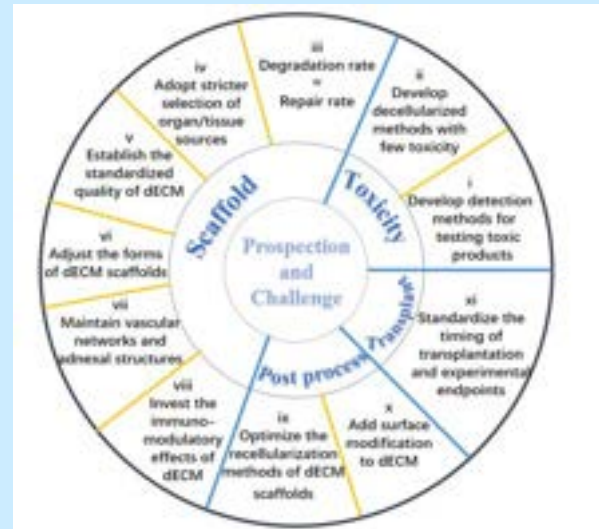 Prospection
and
Challenge
Toxicity
Transplant
Post process
Scaffold
i
Develop detection
methods for
testing toxic
products
ii
Develop
decellularized
methods with
few toxicity
iii
Degradation rate
=
Repair rate
iv
Adopt stricter
selection of
organ/tissue
sources
v
Establish the
standardized
quality of dECM
vi
Adjust the forms
of dECM scaffolds
vii
Maintain vascular
networks and
adnexal structures
viii
Invest the
immuno-
modulatory
effects of
dECM
ix
Optimize the
recellularization
methods of dECM
scaffolds
x
Add surface
modification
to dECM
xi
Standardize the
timing of
transplantation
and experimental
endpoints